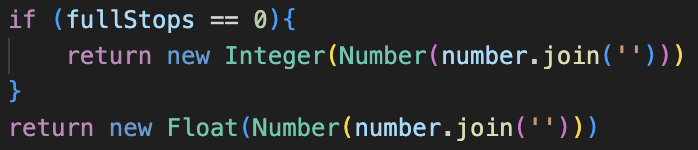 if (fullStops == 0){
    return new Integer(Number(number.join('')))
}
return new Float(Number(number.join('')))